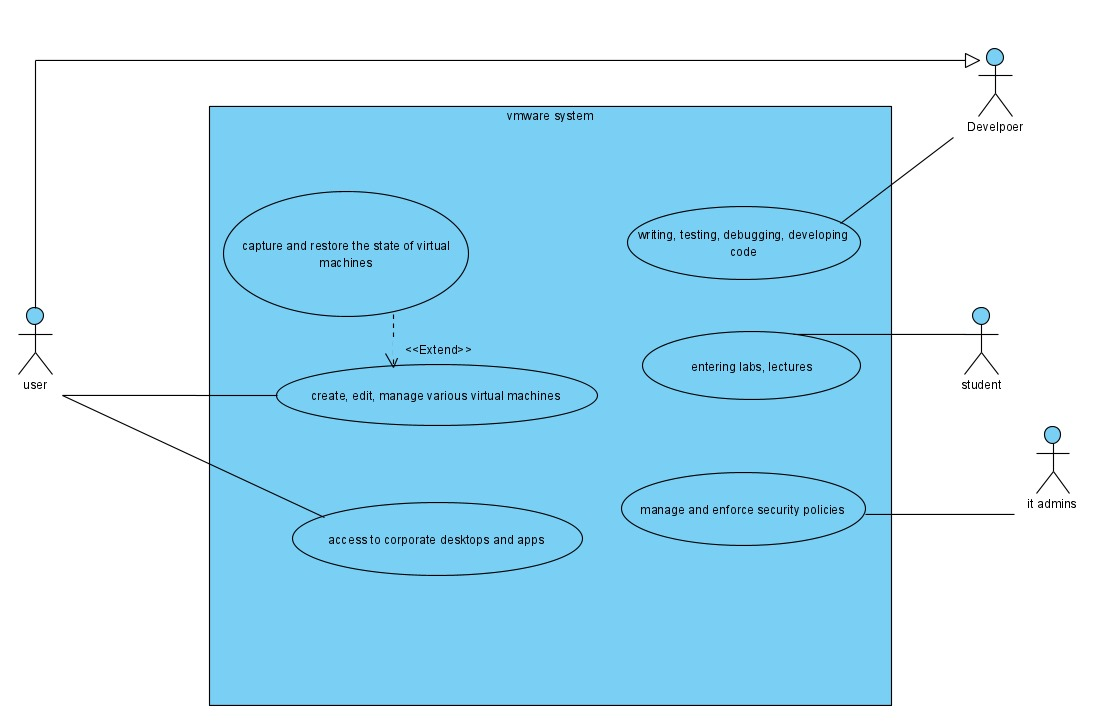 vmware system
Develpoer
capture and restore the state of virtual
machines
writing, testing, debugging, developing
code
<<Extend>>
user
create, edit, manage various virtual machines
entering labs, lectures
student
access to corporate desktops and apps
manage and enforce security policies
it admins